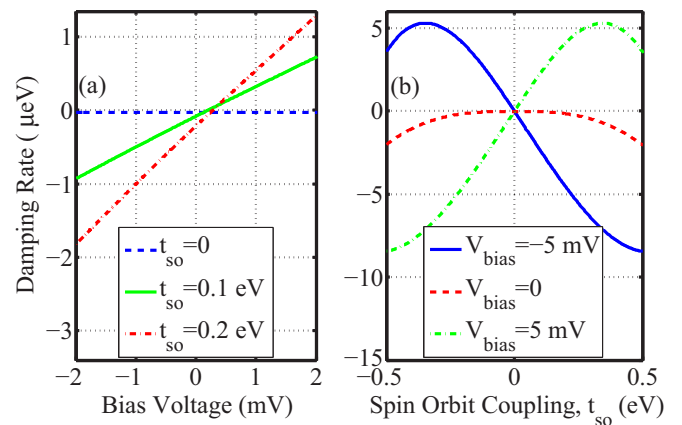 Damping Rate ( μeV)
(a)
1
0
−1
−2
−3
t_so=0
t_so=0.1 eV
t_so=0.2 eV
−2 −1 0 1 2
Bias Voltage (mV)
(b)
5
0
−5
−10
−15
V_bias=−5 mV
V_bias=0
V_bias=5 mV
−0.5 0 0.5
Spin Orbit Coupling, t_so (eV)